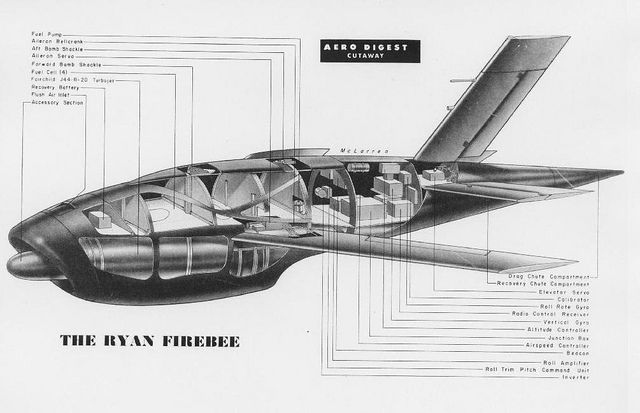 Fuel Pump
Aileron Bellcrank
Aft Bomb Shackle
Aileron Servo
Forward Bomb Shackle
Fuel Cell (4)
Fairchild J44-R-20 Turbojet
Recovery Battery
Flush Air Inlet
Accessory Section
AERO DIGEST
CUTAWAY
McLarren
Drag Chute Compartment
Recovery Chute Compartment
Elevator Servo
Calibrator
Roll Rate Gyro
Radio Control Receiver
Vertical Gyro
Altitude Controller
Junction Box
Airspeed Controller
Beacon
Roll Amplifier
Roll Trim Pitch Command Unit
Inverter
THE RYAN FIREBEE